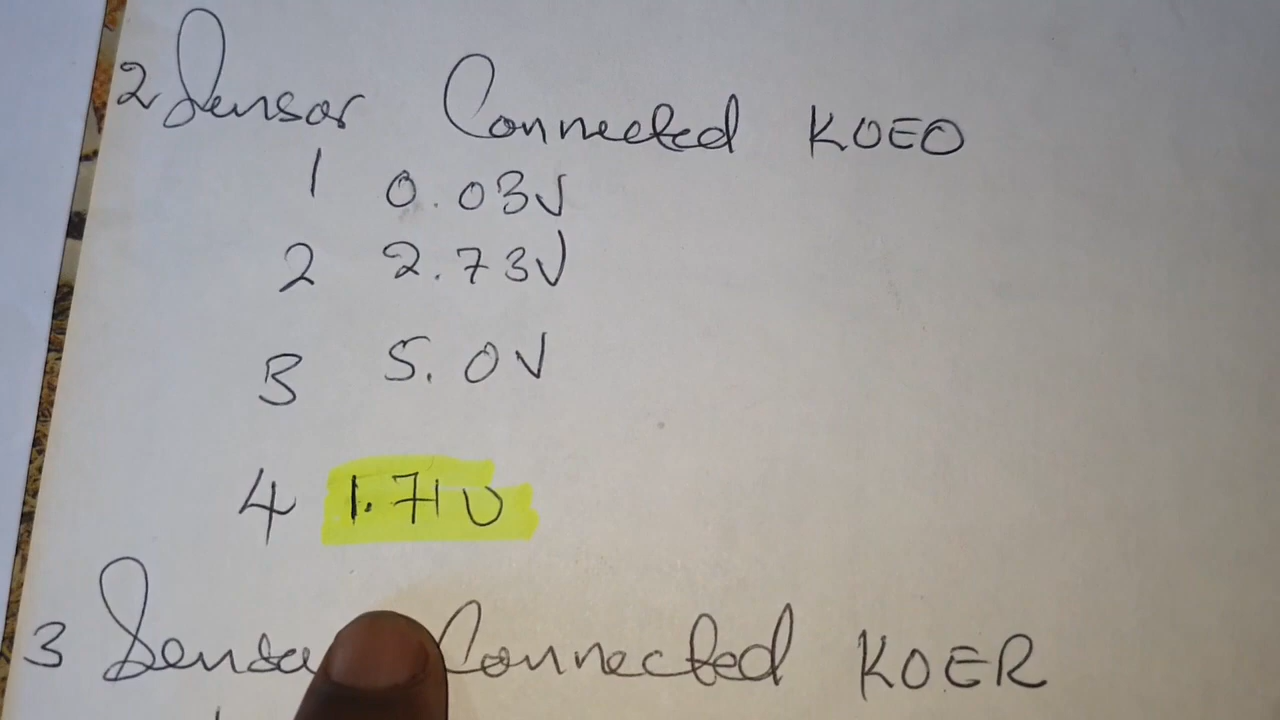 2 Sensor Connected KOEO
1 0.03V
2 2.73V
3 5.0V
4 1.71V
3 Sensor Connected KOER